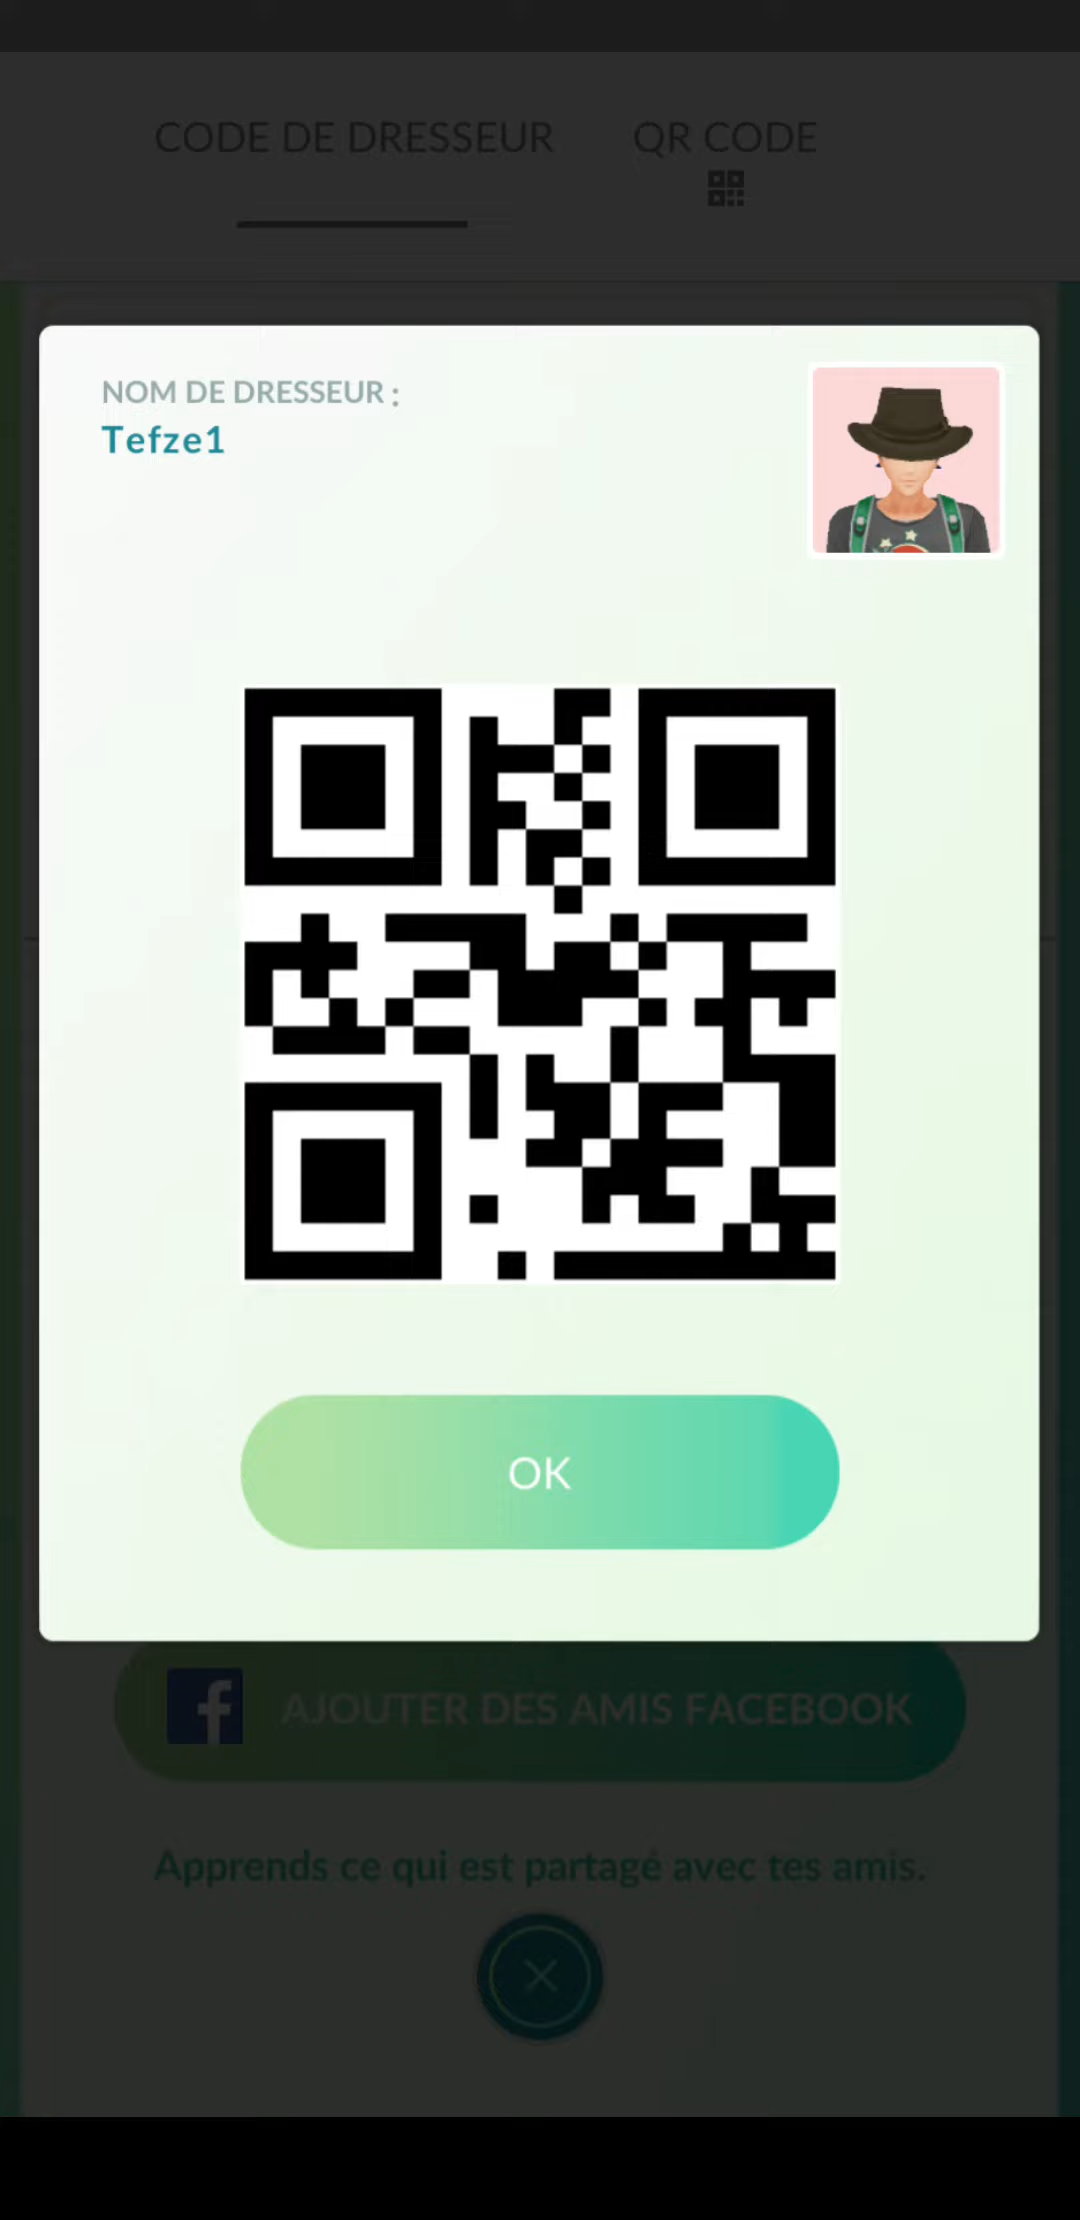 CODE DE DRESSEUR
QR CODE
NOM DE DRESSEUR :
Tefze1
OK
AJOUTER DES AMIS FACEBOOK
Apprends ce qui est partagé avec tes amis.